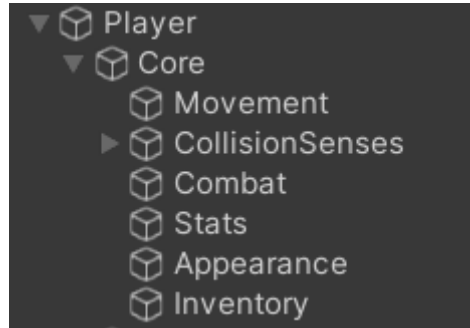 Player
Core
Movement
CollisionSenses
Combat
Stats
Appearance
Inventory